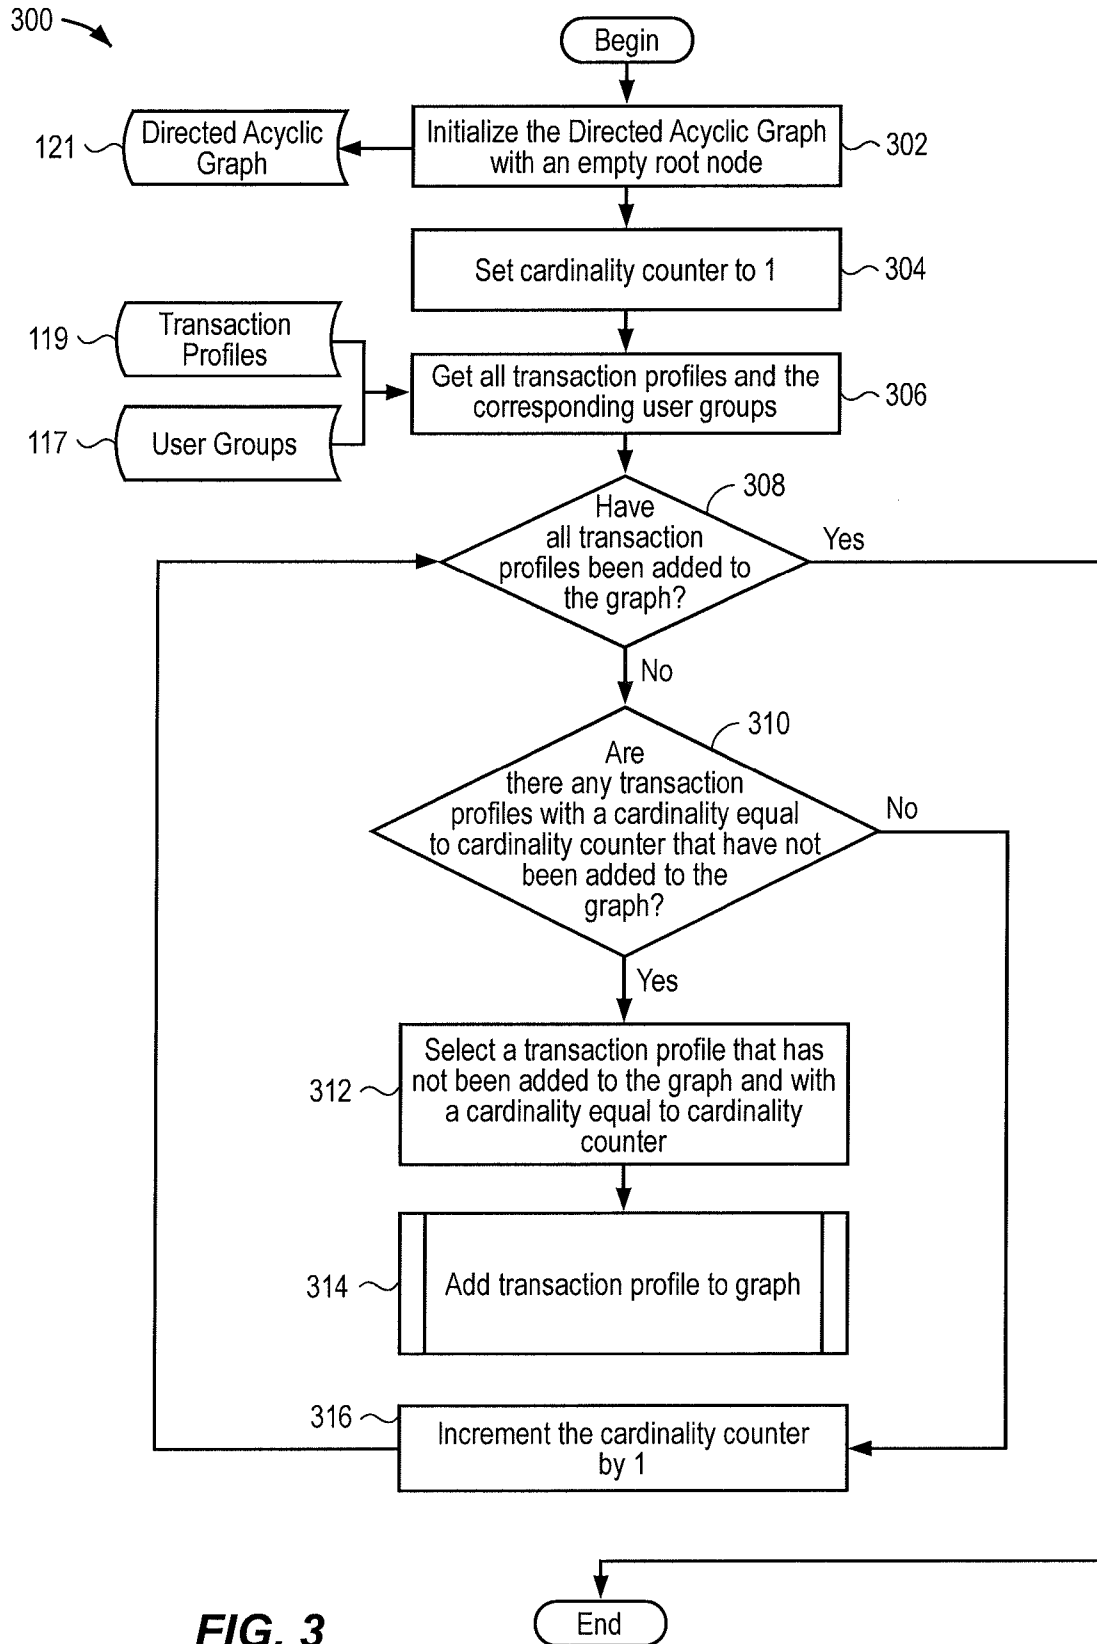 300
Begin
Directed Acyclic
Graph
121
Initialize the Directed Acyclic Graph
with an empty root node
302
Set cardinality counter to 1
304
Transaction
Profiles
119
User Groups
117
Get all transaction profiles and the
corresponding user groups
306
308
Have
all transaction
profiles been added to
the graph?
Yes
No
310
Are
there any transaction
profiles with a cardinality equal
to cardinality counter that have not
been added to the
graph?
No
Yes
312
Select a transaction profile that has
not been added to the graph and with
a cardinality equal to cardinality
counter
314
Add transaction profile to graph
316
Increment the cardinality counter
by 1
End
FIG. 3